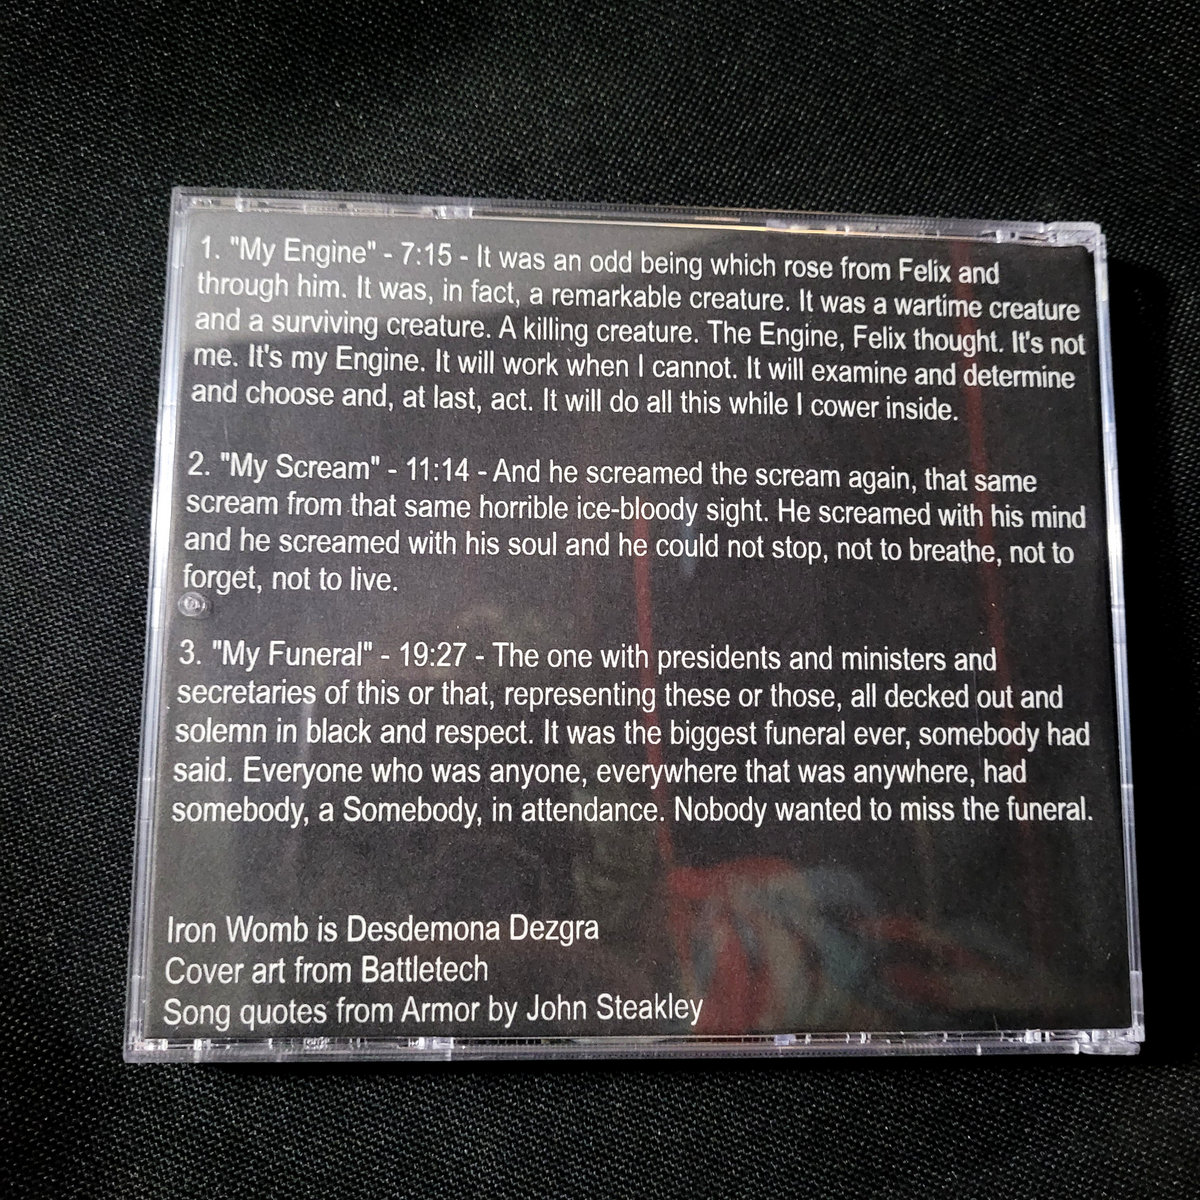 1. "My Engine" - 7:15 - It was an odd being which rose from Felix and
through him. It was, in fact, a remarkable creature. It was a wartime creature
and a surviving creature. A killing creature. The Engine, Felix thought. It's not
me. It's my Engine. It will work when I cannot. It will examine and determine
and choose and, at last, act. It will do all this while I cower inside.
2. "My Scream" - 11:14 - And he screamed the scream again, that same
scream from that same horrible ice-bloody sight. He screamed with his mind
and he screamed with his soul and he could not stop, not to breathe, not to
forget, not to live.
3. "My Funeral" - 19:27 - The one with presidents and ministers and
secretaries of this or that, representing these or those, all decked out and
solemn in black and respect. It was the biggest funeral ever, somebody had
said. Everyone who was anyone, everywhere that was anywhere, had
somebody, a Somebody, in attendance. Nobody wanted to miss the funeral.
Iron Womb is Desdemona Dezgra
Cover art from Battletech
Song quotes from Armor by John Steakley